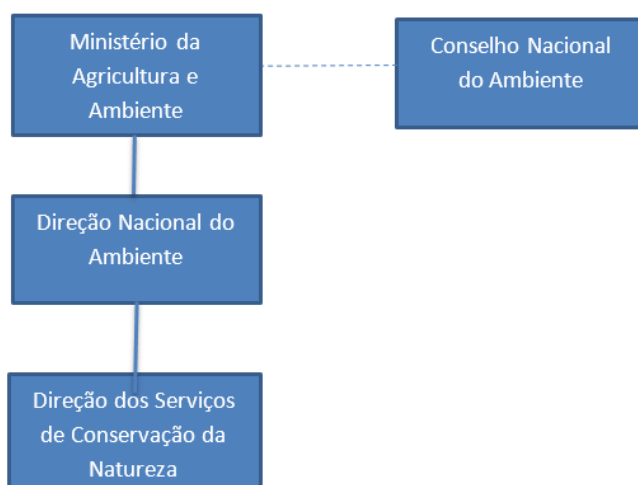 Ministério da
Agricultura e
Ambiente
Conselho Nacional
do Ambiente
Direção Nacional do
Ambiente
Direção dos Serviços
de Conservação da
Natureza